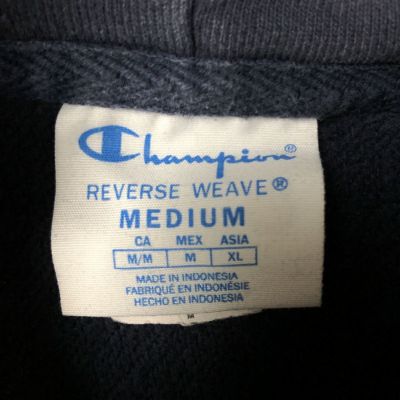 Champion
REVERSE WEAVE®
MEDIUM
CA MEX ASIA
M/M M XL
MADE IN INDONESIA
FABRIQUÉ EN INDONÉSIE
HECHO EN INDONESIA
M